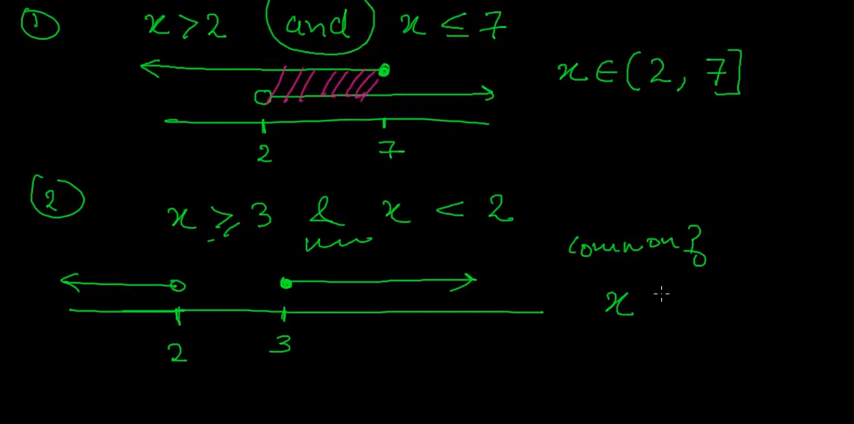 ① x > 2 and x ≤ 7
x ∈ (2, 7]
2 7
② x ≥ 3 & x < 2
common?
x
2 3